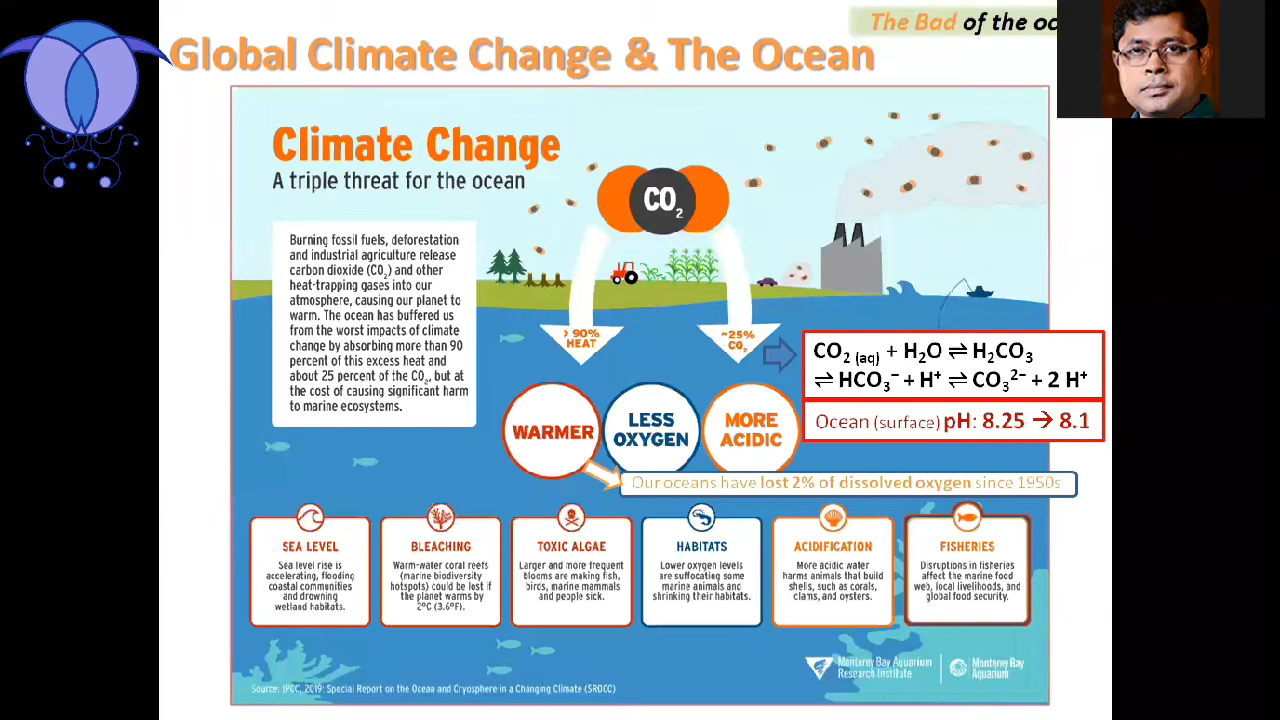 The Bad of the oc
Global Climate Change & The Ocean
Climate Change
A triple threat for the ocean
CO2
Burning fossil fuels, deforestation
and industrial agriculture release
carbon dioxide (CO2) and other
heat-trapping gases into our
atmosphere, causing our planet to
warm. The ocean has buffered us
from the worst impacts of climate
change by absorbing more than 90
percent of this excess heat and
about 25 percent of the CO2, but at
the cost of causing significant harm
to marine ecosystems.
> 90%
HEAT
~25%
CO2
CO2 (aq) + H2O ⇌ H2CO3
⇌ HCO3⁻ + H⁺ ⇌ CO3²⁻ + 2 H⁺
Ocean (surface) pH: 8.25 → 8.1
WARMER
LESS
OXYGEN
MORE
ACIDIC
Our oceans have lost 2% of dissolved oxygen since 1950s
SEA LEVEL
Sea level rise is
accelerating, flooding
coastal communities
and drowning
wetland habitats.
BLEACHING
Warm-water coral reefs
(marine biodiversity
hotspots) could be lost if
the planet warms by
2°C (3.6°F).
TOXIC ALGAE
Larger and more frequent
blooms are making fish,
birds, marine mammals
and people sick.
HABITATS
Lower oxygen levels
are suffocating some
marine animals and
shrinking their habitats.
ACIDIFICATION
More acidic water
harms animals that build
shells, such as corals,
clams, and oysters.
FISHERIES
Disruptions in fisheries
affect the marine food
web, local livelihoods, and
global food security.
Monterey Bay Aquarium
Research Institute
Monterey Bay
Aquarium
Source: IPCC, 2019: Special Report on the Ocean and Cryosphere in a Changing Climate (SROCC)